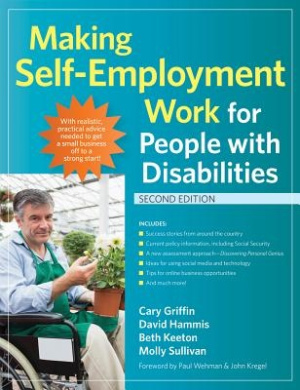 Making
Self-Employment
Work for
People with
Disabilities
SECOND EDITION
With realistic,
practical advice
needed to get
a small business
off to a
strong start!
INCLUDES:
Success stories from around the country
Current policy information, including Social Security
A new assessment approach—Discovering Personal Genius
Ideas for using social media and technology
Tips for online business opportunities
And much more!
Cary Griffin
David Hammis
Beth Keeton
Molly Sullivan
Foreword by Paul Wehman & John Kregel